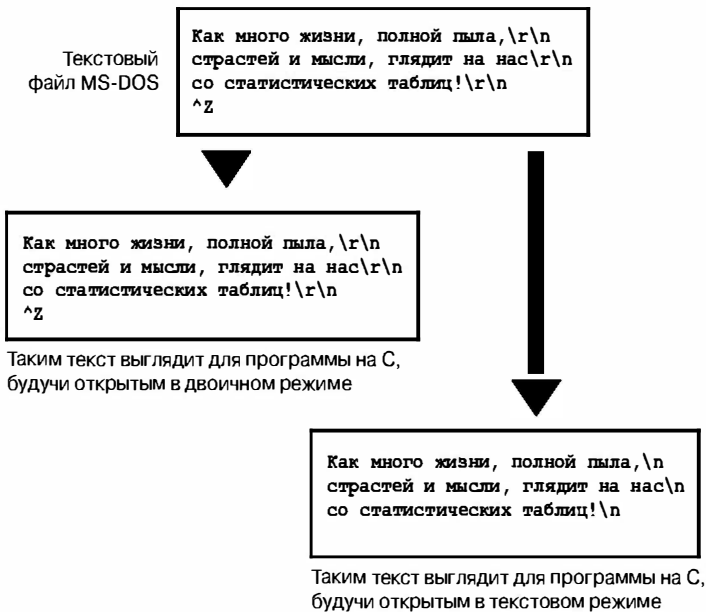 Текстовый
файл MS-DOS
Как много жизни, полной пыла,\r\n
страстей и мысли, глядит на нас\r\n
со статистических таблиц!\r\n
^Z
Как много жизни, полной пыла,\r\n
страстей и мысли, глядит на нас\r\n
со статистических таблиц!\r\n
^Z
Таким текст выглядит для программы на С,
будучи открытым в двоичном режиме
Как много жизни, полной пыла,\n
страстей и мысли, глядит на нас\n
со статистических таблиц!\n
Таким текст выглядит для программы на С,
будучи открытым в текстовом режиме